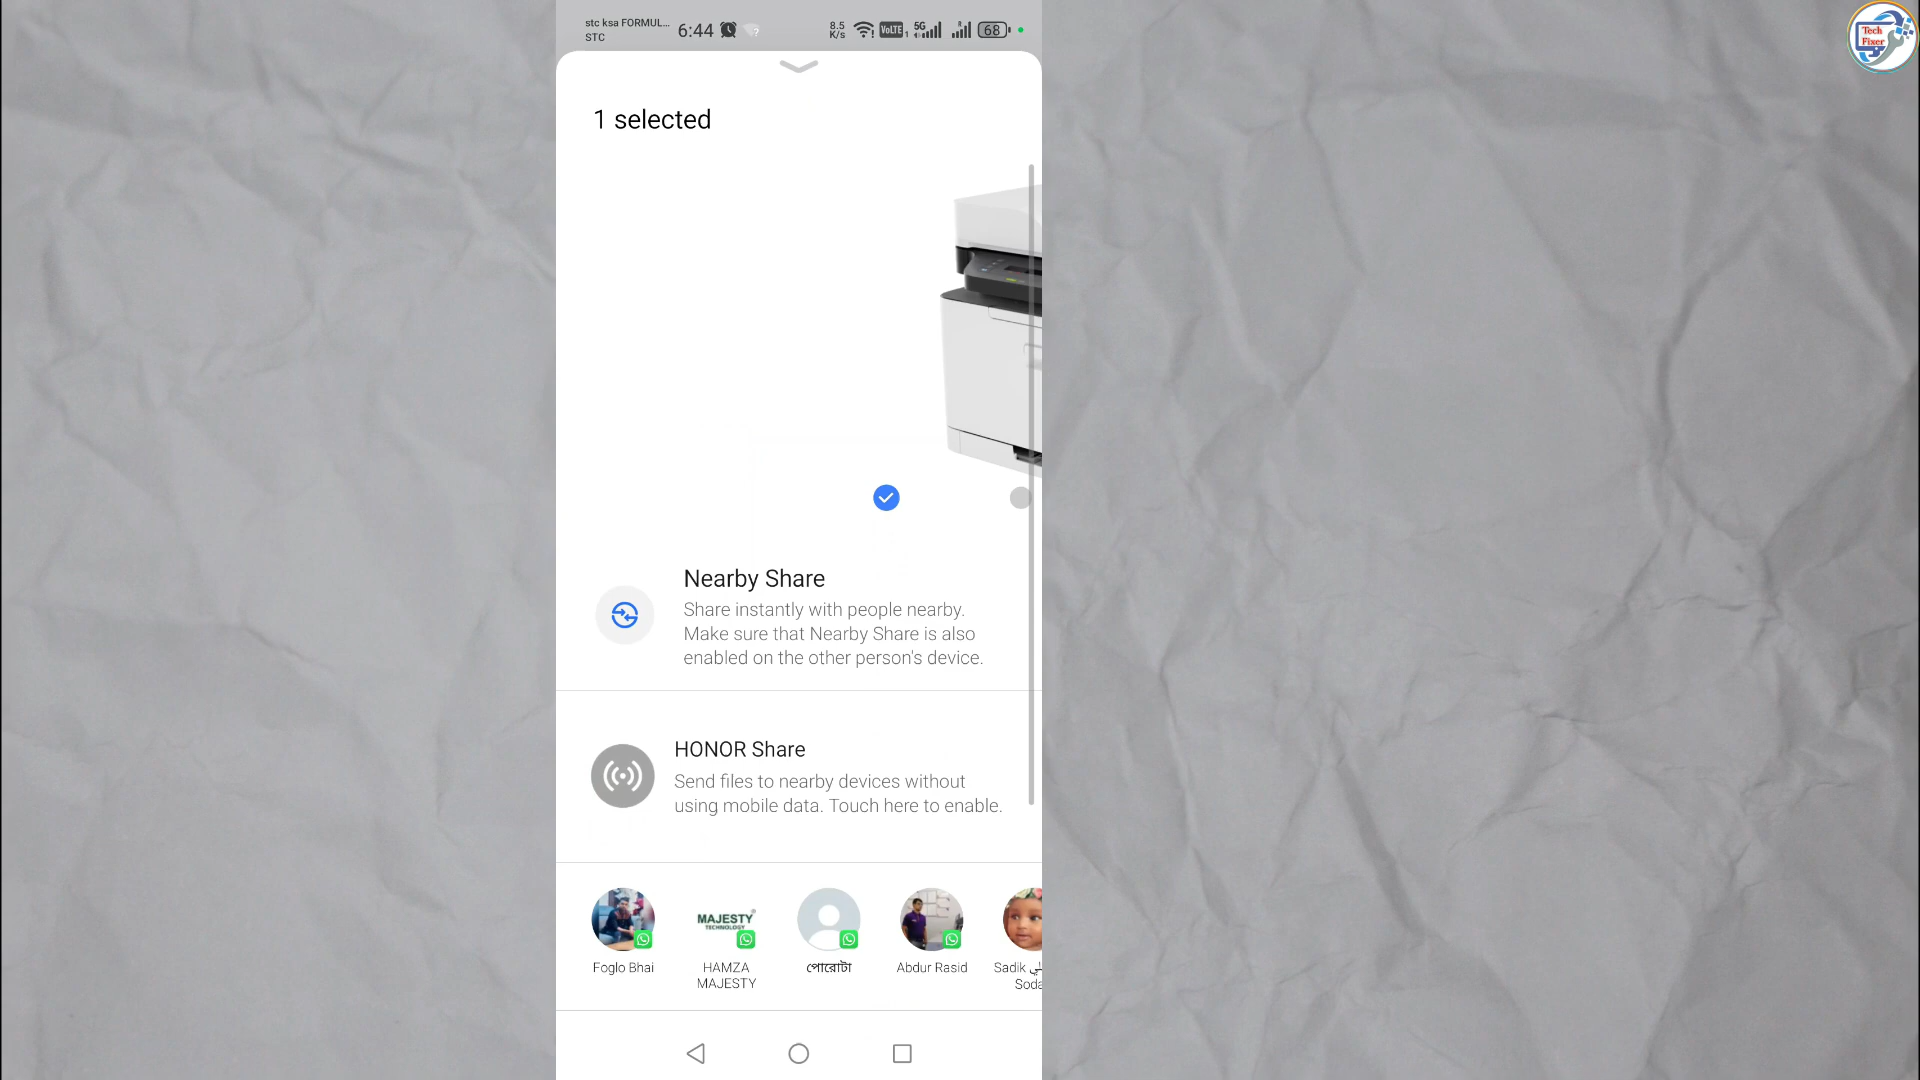 stc ksa FORMUL...
STC
6:44
8.5
K/s
VoLTE
1
5G
R
68
Tech
Fixer
1 selected
Nearby Share
Share instantly with people nearby.
Make sure that Nearby Share is also
enabled on the other person's device.
HONOR Share
Send files to nearby devices without
using mobile data. Touch here to enable.
MAJESTY
TECHNOLOGY
Foglo Bhai
HAMZA
MAJESTY
পোরোটা
Abdur Rasid
Sadik
Soda